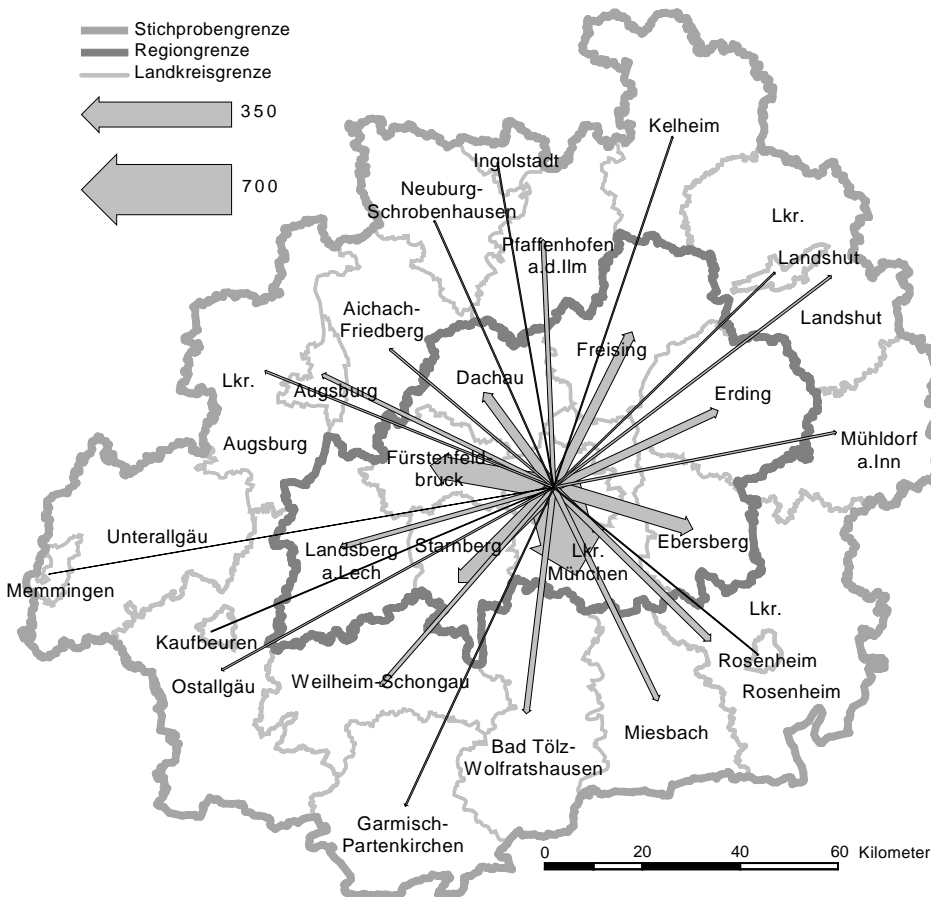 Stichprobengrenze
Regiongrenze
Landkreisgrenze
350
700
Kelheim
Ingolstadt
Neuburg-
Schrobenhausen
Pfaffenhofen
a.d.Ilm
Lkr.
Landshut
Landshut
Aichach-
Friedberg
Freising
Dachau
Lkr.
Augsburg
Erding
Augsburg
Mühldorf
a.Inn
Fürstenfeld-
bruck
Unterallgäu
Landsberg
a.Lech
Starnberg
Lkr.
München
Ebersberg
Memmingen
Lkr.
Kaufbeuren
Rosenheim
Ostallgäu
Weilheim-Schongau
Rosenheim
Miesbach
Bad Tölz-
Wolfratshausen
Garmisch-
Partenkirchen
0 20 40 60 Kilometer